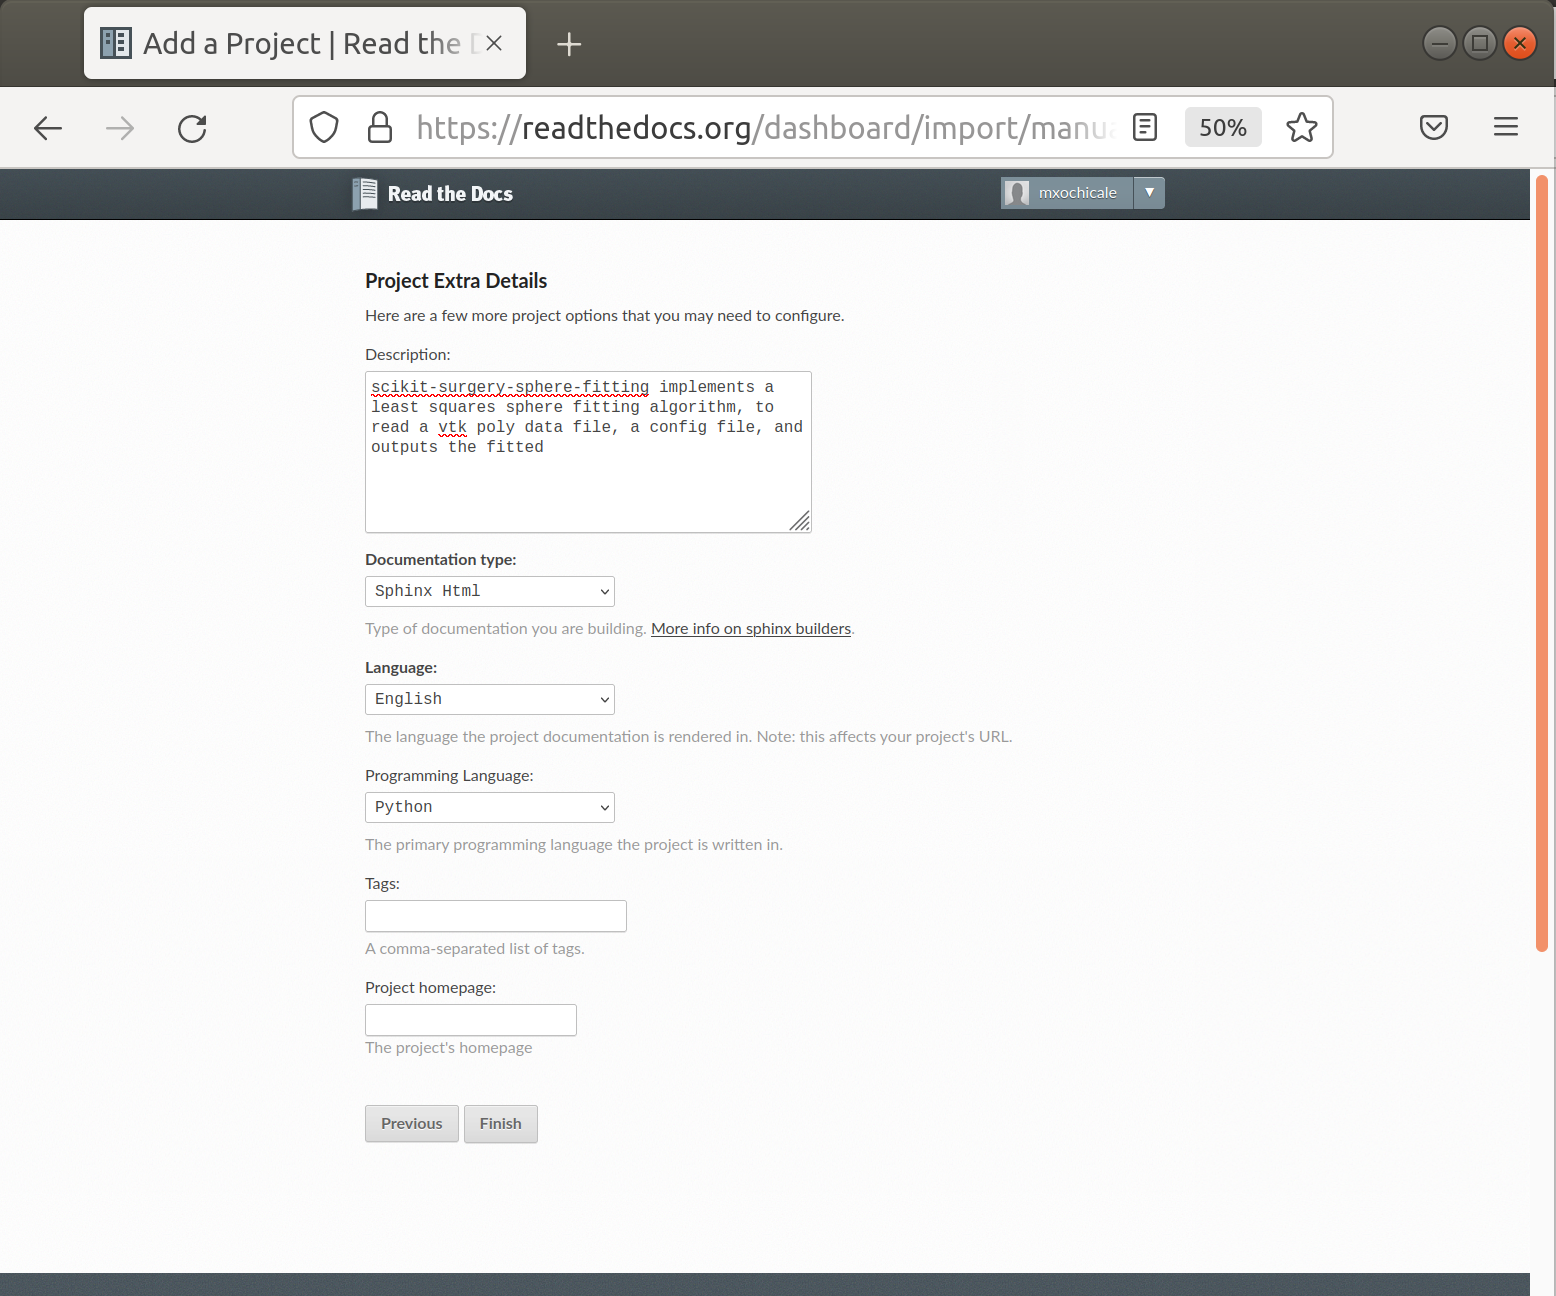 Add a Project | Read the
https://readthedocs.org/dashboard/import/manu
50%
Read the Docs
mxochicale
Project Extra Details
Here are a few more project options that you may need to configure.
Description:
scikit-surgery-sphere-fitting implements a
least squares sphere fitting algorithm, to
read a vtk poly data file, a config file, and
outputs the fitted
Documentation type:
Sphinx Html
Type of documentation you are building. More info on sphinx builders.
Language:
English
The language the project documentation is rendered in. Note: this affects your project's URL.
Programming Language:
Python
The primary programming language the project is written in.
Tags:
A comma-separated list of tags.
Project homepage:
The project's homepage
Previous
Finish